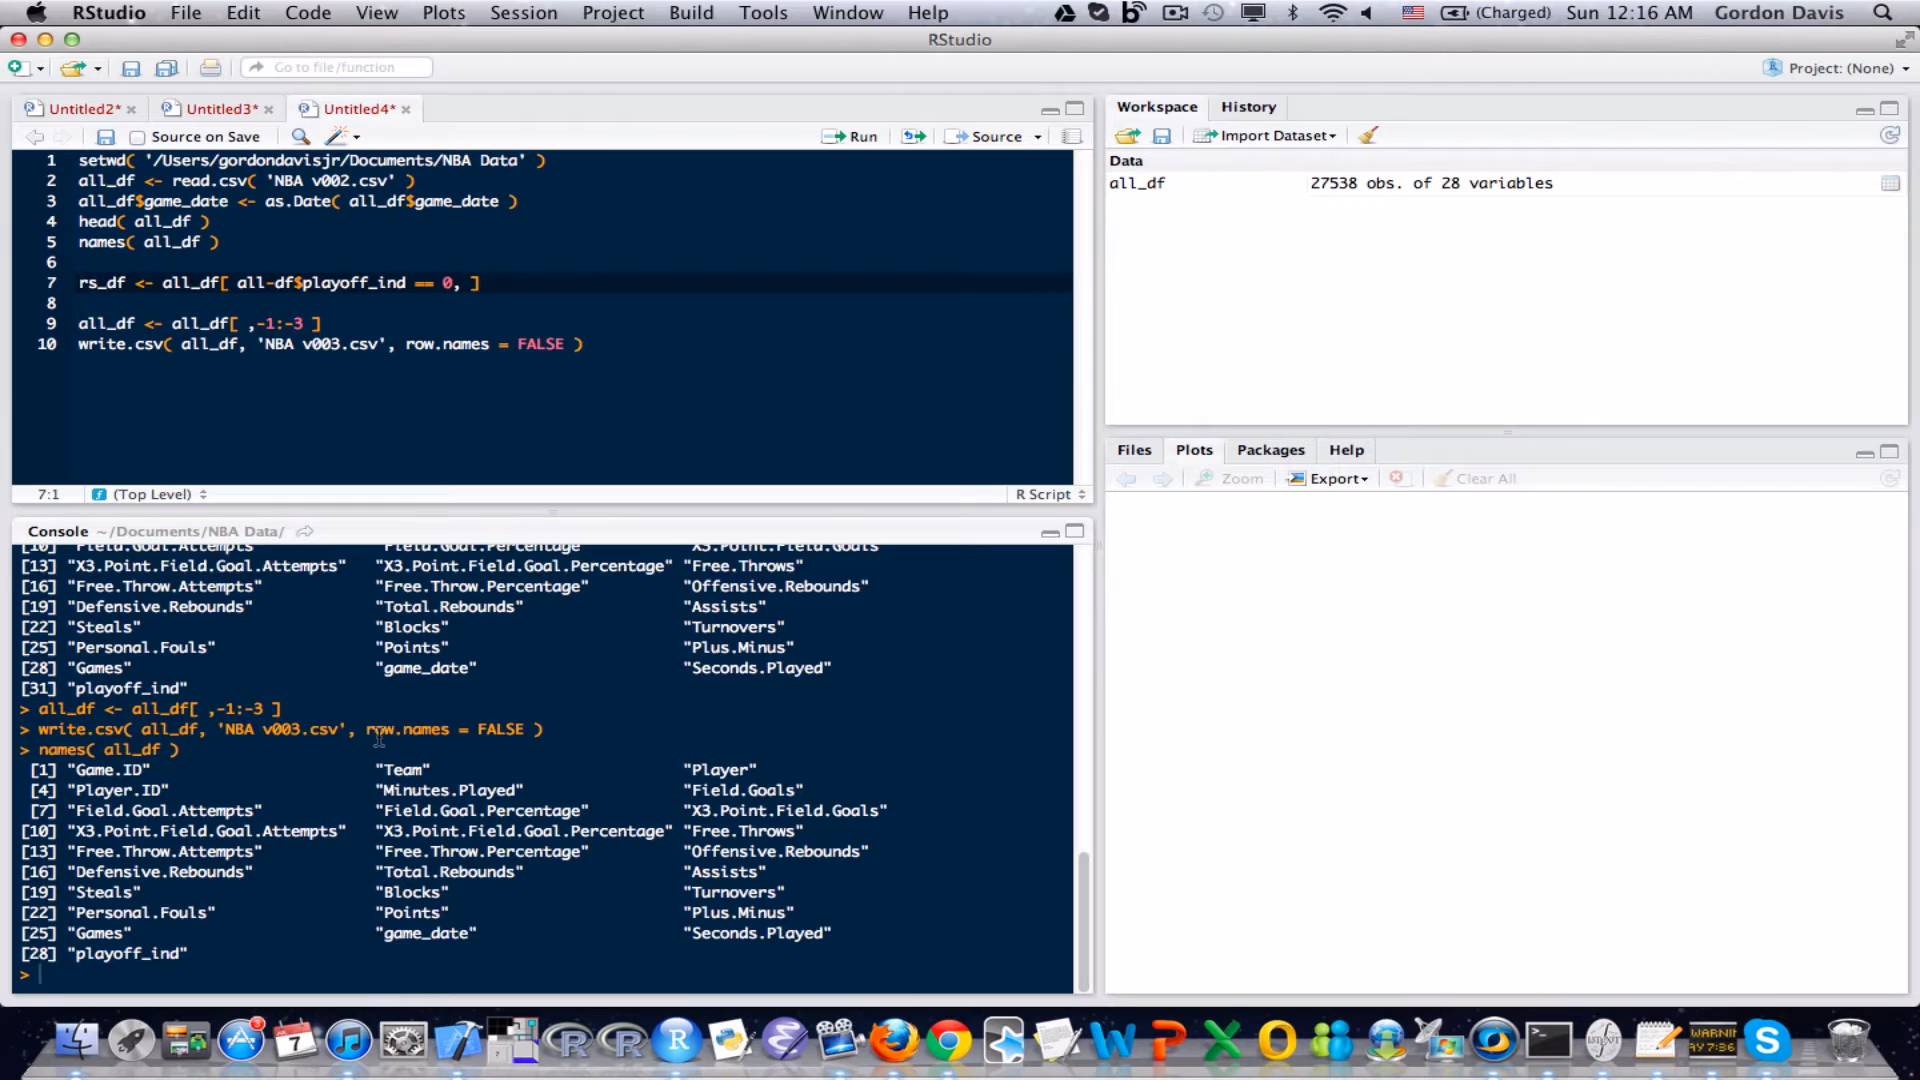 RStudio File Edit Code View Plots Session Project Build Tools Window Help (Charged) Sun 12:16 AM Gordon Davis
RStudio
Go to file/function Project: (None)
Untitled2* Untitled3* Untitled4*
Source on Save Run Source
1 setwd( '/Users/gordondavisjr/Documents/NBA Data' )
2 all_df <- read.csv( 'NBA v002.csv' )
3 all_df$game_date <- as.Date( all_df$game_date )
4 head( all_df )
5 names( all_df )
6
7 rs_df <- all_df[ all-df$playoff_ind == 0, ]
8
9 all_df <- all_df[ ,-1:-3 ]
10 write.csv( all_df, 'NBA v003.csv', row.names = FALSE )
7:1 (Top Level) R Script
Console ~/Documents/NBA Data/
[10] "Field.Goal.Attempts" "Field.Goal.Percentage" "X3.Point.Field.Goals"
[13] "X3.Point.Field.Goal.Attempts" "X3.Point.Field.Goal.Percentage" "Free.Throws"
[16] "Free.Throw.Attempts" "Free.Throw.Percentage" "Offensive.Rebounds"
[19] "Defensive.Rebounds" "Total.Rebounds" "Assists"
[22] "Steals" "Blocks" "Turnovers"
[25] "Personal.Fouls" "Points" "Plus.Minus"
[28] "Games" "game_date" "Seconds.Played"
[31] "playoff_ind"
> all_df <- all_df[ ,-1:-3 ]
> write.csv( all_df, 'NBA v003.csv', row.names = FALSE )
> names( all_df )
[1] "Game.ID" "Team" "Player"
[4] "Player.ID" "Minutes.Played" "Field.Goals"
[7] "Field.Goal.Attempts" "Field.Goal.Percentage" "X3.Point.Field.Goals"
[10] "X3.Point.Field.Goal.Attempts" "X3.Point.Field.Goal.Percentage" "Free.Throws"
[13] "Free.Throw.Attempts" "Free.Throw.Percentage" "Offensive.Rebounds"
[16] "Defensive.Rebounds" "Total.Rebounds" "Assists"
[19] "Steals" "Blocks" "Turnovers"
[22] "Personal.Fouls" "Points" "Plus.Minus"
[25] "Games" "game_date" "Seconds.Played"
[28] "playoff_ind"
>
Workspace History
Import Dataset
Data
all_df 27538 obs. of 28 variables
Files Plots Packages Help
Zoom Export Clear All
3 7 R R R W P X O WARNIN S